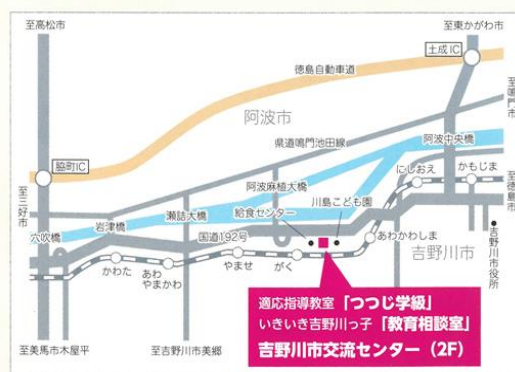 至高松市
至東かがわ市
土成IC
徳島自動車道
至鳴門市
阿波市
県道鳴門池田線
阿波中央橋
脇町IC
にしおえ
かもじま
至徳島市
阿波麻植大橋
至三好市
瀬詰大橋
川島こども園
給食センター
岩津橋
穴吹橋
国道192号
あわかわしま
吉野川市
吉野川市役所
やませ
がく
かわた
あわ
やまかわ
適応指導教室「つつじ学級」
いきいき吉野川っ子「教育相談室」
吉野川市交流センター（2F）
至美馬市木屋平
至吉野川市美郷